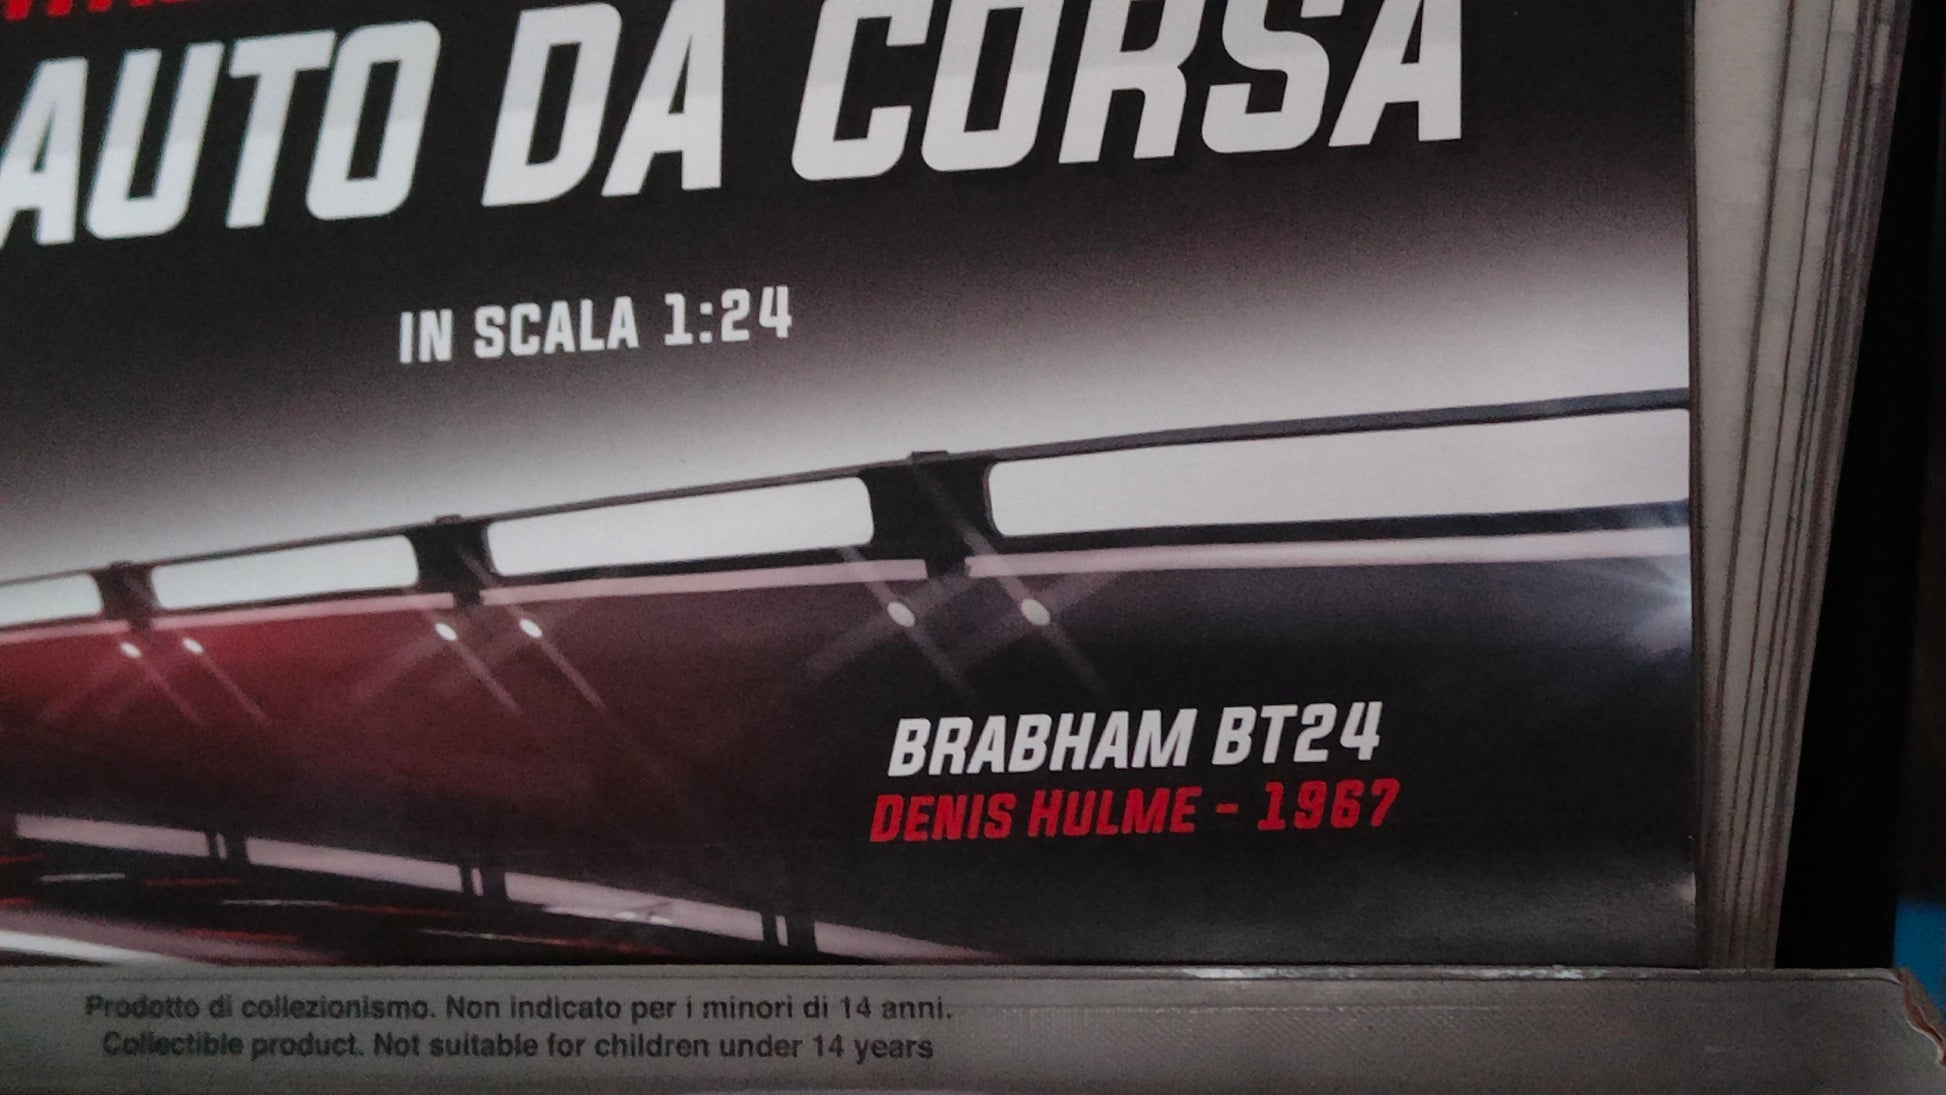 AUTO DA CORSA
IN SCALA 1:24
BRABHAM BT24
DENIS HULME - 1967
Prodotto di collezionismo. Non indicato per i minori di 14 anni.
Collectible product. Not suitable for children under 14 years